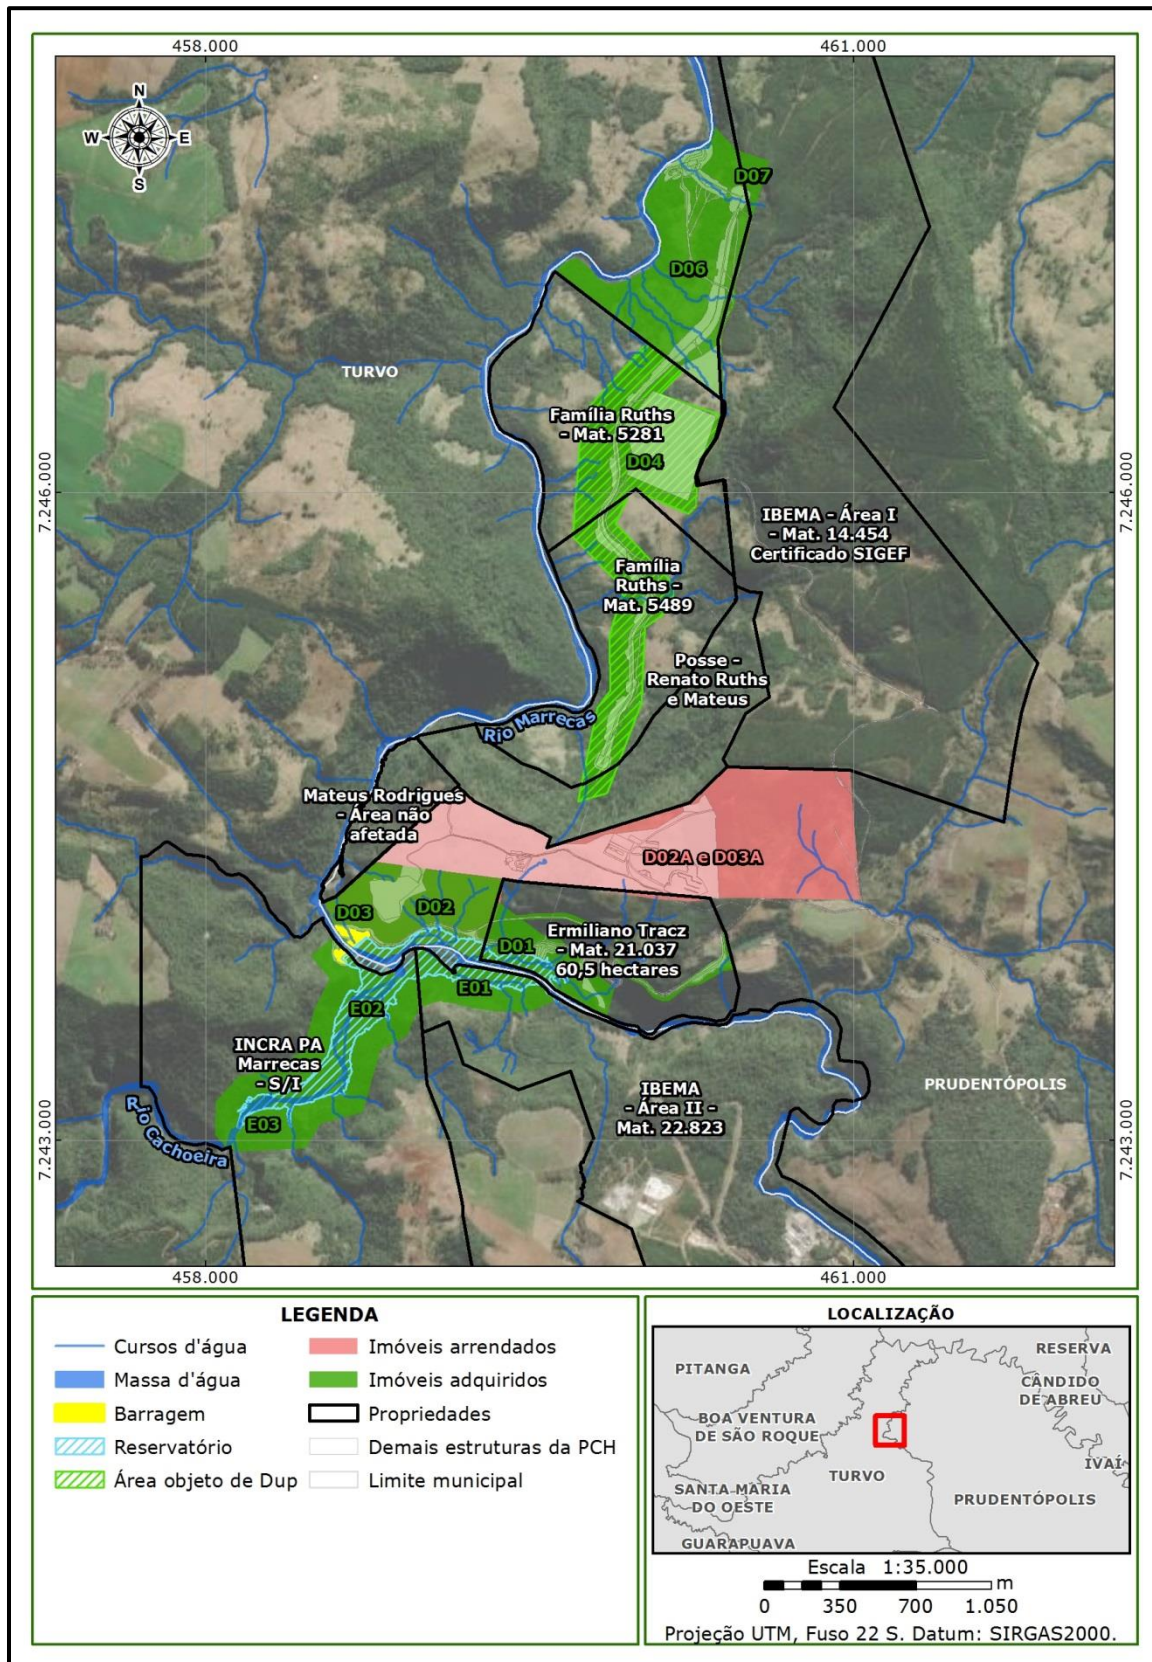 458.000
461.000
N
W
E
S
D07
D06
TURVO
Família Ruths
- Mat. 5281
D04
7.246.000
7.246.000
IBEMA - Área I
- Mat. 14.454
Certificado SIGEF
Família
Ruths -
Mat. 5489
Posse -
Renato Ruths
e Mateus
Rio Marrecas
Mateus Rodrigues
- Área não
afetada
D02A e D03A
D03
D02
D01
Ermiliano Tracz
- Mat. 21.037
60,5 hectares
E01
E02
INCRA PA
Marrecas
- S/I
E03
Rio Cachoeira
IBEMA
- Área II -
Mat. 22.823
PRUDENTÓPOLIS
7.243.000
7.243.000
458.000
461.000
LEGENDA
Cursos d'água
Massa d'água
Barragem
Reservatório
Área objeto de Dup
Imóveis arrendados
Imóveis adquiridos
Propriedades
Demais estruturas da PCH
Limite municipal
LOCALIZAÇÃO
PITANGA
RESERVA
CÂNDIDO
DE ABREU
BOA VENTURA
DE SÃO ROQUE
IVAÍ
TURVO
SANTA MARIA
DO OESTE
PRUDENTÓPOLIS
GUARAPUAVA
Escala 1:35.000
m
0 350 700 1.050
Projeção UTM, Fuso 22 S. Datum: SIRGAS2000.